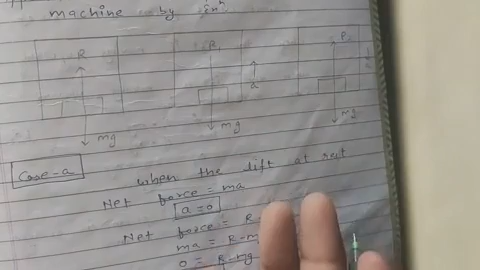 machine by
R R R
a
mg mg mg
Case-a
when the lift at rest
Net force = ma
a = 0
Net force = R
ma = R-m
0 = R-mg